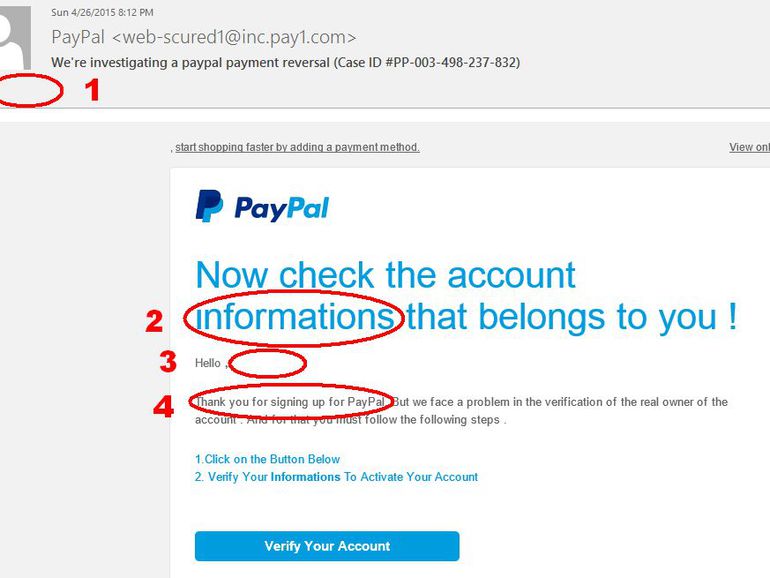 Sun 4/26/2015 8:12 PM
PayPal <web-scured1@inc.pay1.com>
We're investigating a paypal payment reversal (Case ID #PP-003-498-237-832)
1
, start shopping faster by adding a payment method.
View onl
PayPal
Now check the account
2 informations that belongs to you !
3 Hello ,
4 Thank you for signing up for PayPal. But we face a problem in the verification of the real owner of the
account . And for that you must follow the following steps .
1.Click on the Button Below
2. Verify Your Informations To Activate Your Account
Verify Your Account